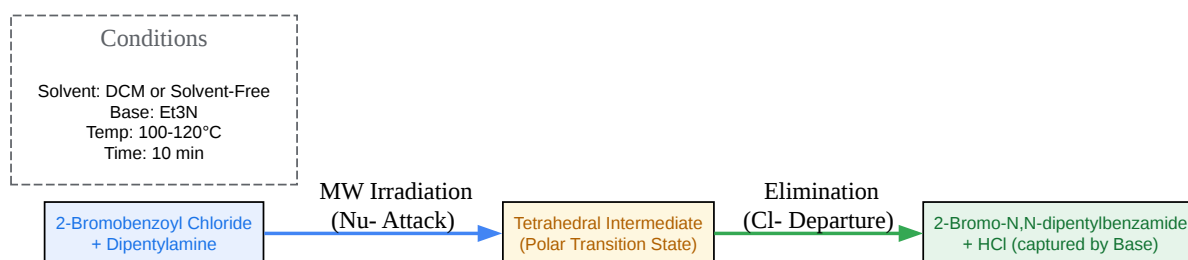 Conditions
Solvent: DCM or Solvent-Free
Base: Et3N
Temp: 100-120°C
Time: 10 min
MW Irradiation
(Nu- Attack)
Elimination
(Cl- Departure)
2-Bromobenzoyl Chloride
+ Dipentylamine
Tetrahedral Intermediate
(Polar Transition State)
2-Bromo-N,N-dipentylbenzamide
+ HCl (captured by Base)